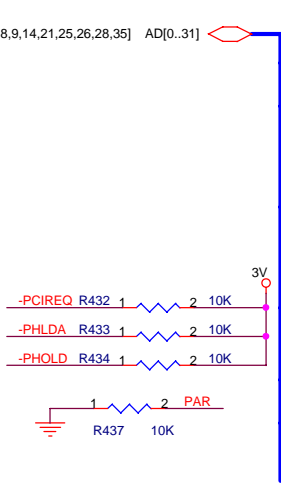 8,9,14,21,25,26,28,35] AD[0..31]
3V
-PCIREQ R432 1 2 10K
-PHLDA R433 1 2 10K
-PHOLD R434 1 2 10K
1 2 PAR
R437 10K